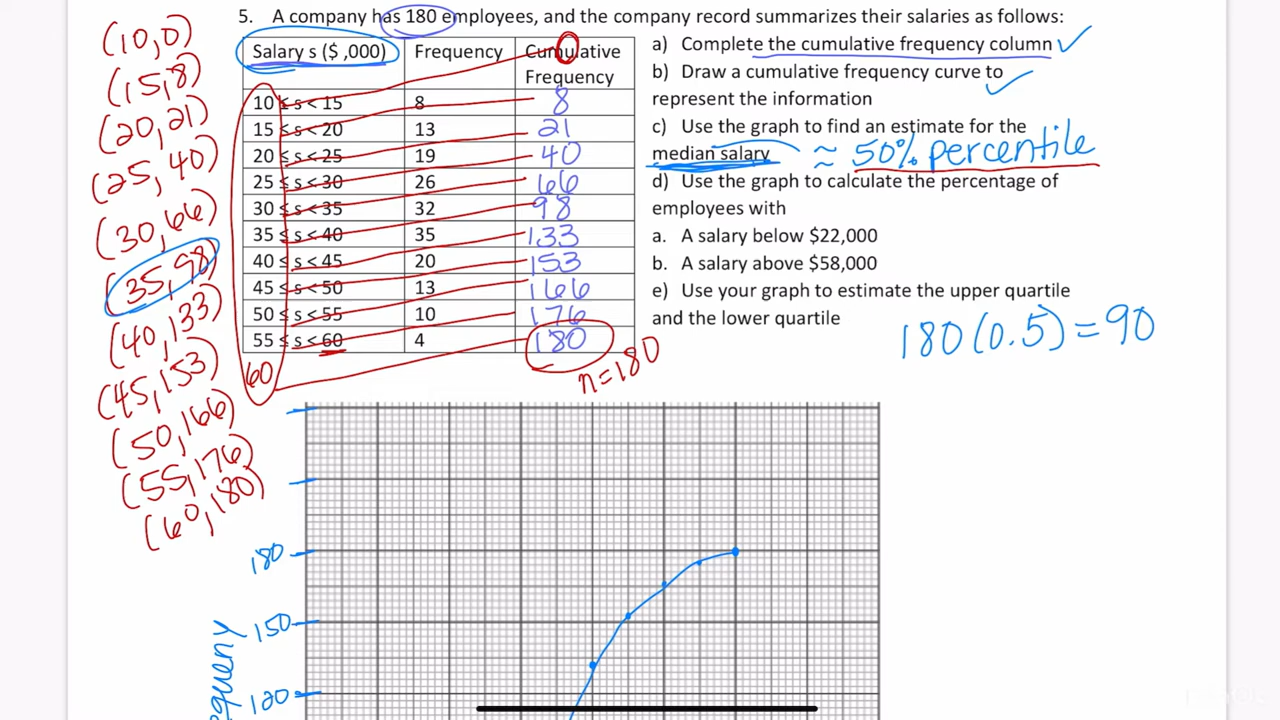 5. A company has 180 employees, and the company record summarizes their salaries as follows:
Salary s ($ ,000) Frequency Cumulative Frequency
10 ≤ s < 15 8 8
15 ≤ s < 20 13 21
20 ≤ s < 25 19 40
25 ≤ s < 30 26 66
30 ≤ s < 35 32 98
35 ≤ s < 40 35 133
40 ≤ s < 45 20 153
45 ≤ s < 50 13 166
50 ≤ s < 55 10 176
55 ≤ s < 60 4 180
60
0
n=180
a) Complete the cumulative frequency column
b) Draw a cumulative frequency curve to
represent the information
c) Use the graph to find an estimate for the
median salary ≈ 50% percentile
d) Use the graph to calculate the percentage of
employees with
a. A salary below $22,000
b. A salary above $58,000
e) Use your graph to estimate the upper quartile
and the lower quartile
180(0.5)=90
(10,0)
(15,8)
(20,21)
(25,40)
(30,66)
(35,98)
(40,133)
(45,153)
(50,166)
(55,176)
(60,180)
180
150
120
equeny